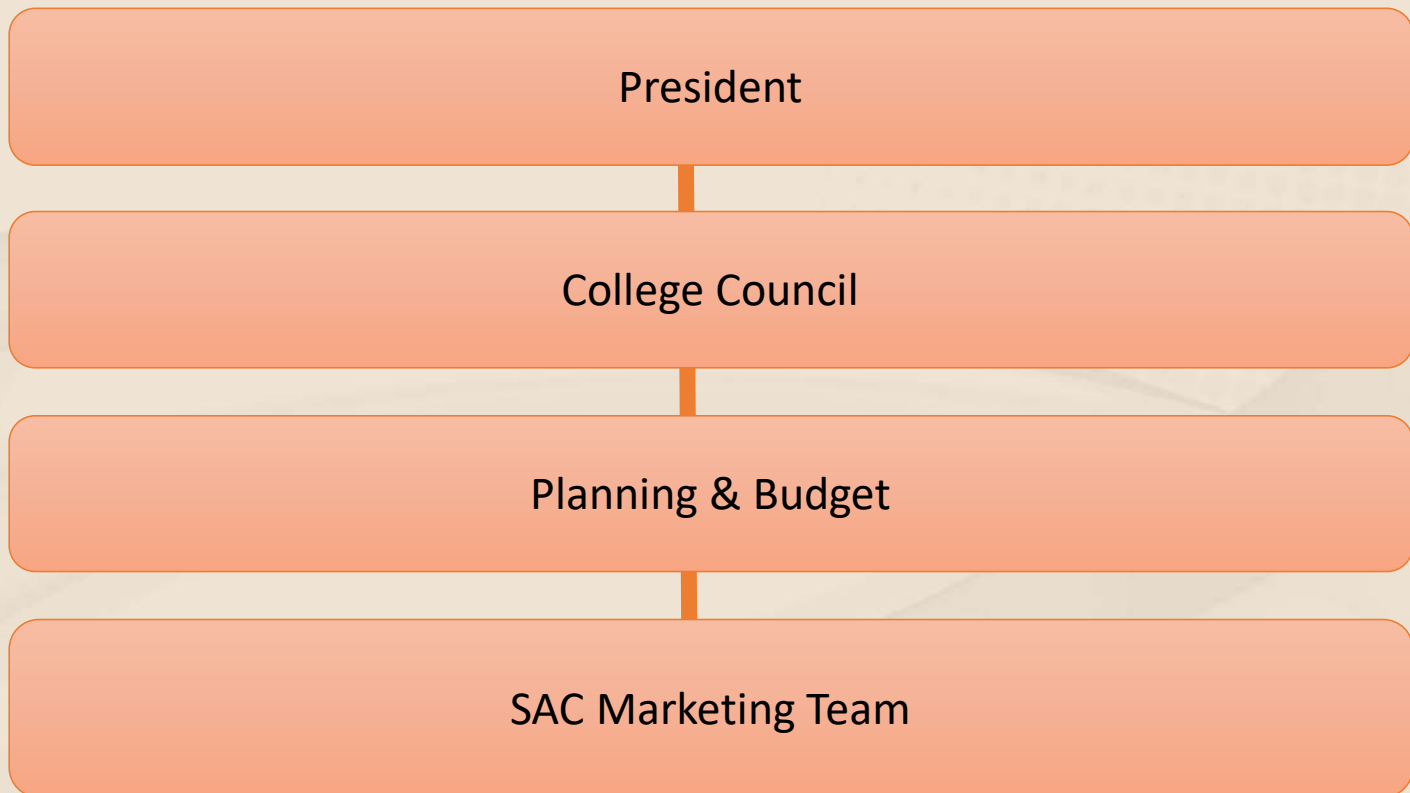 President
College Council
Planning & Budget
SAC Marketing Team